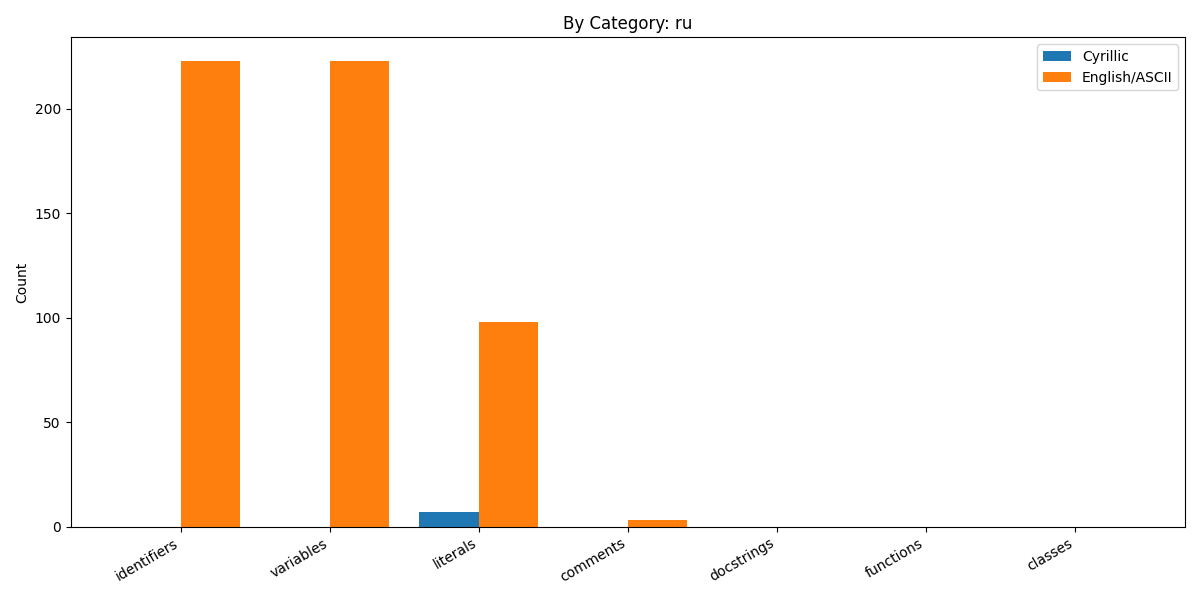 By Category: ru
Cyrillic
English/ASCII
Count
200
150
100
50
0
identifiers
variables
literals
comments
docstrings
functions
classes